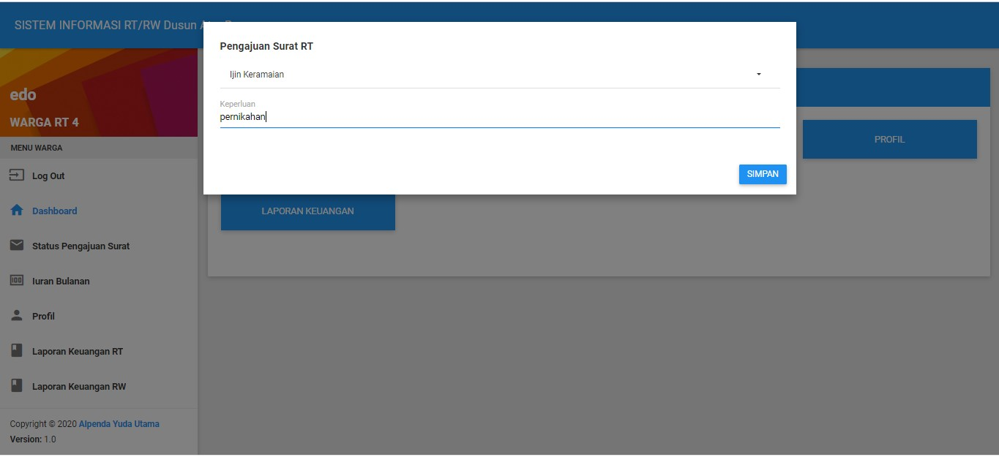 SISTEM INFORMASI RT/RW Dusun
edo
WARGA RT 4
MENU WARGA
Log Out
Dashboard
Status Pengajuan Surat
Iuran Bulanan
Profil
Laporan Keuangan RT
Laporan Keuangan RW
Copyright © 2020 Alpenda Yuda Utama
Version: 1.0
Pengajuan Surat RT
Ijin Keramaian
Keperluan
pernikahan
SIMPAN
PROFIL
LAPORAN KEUANGAN